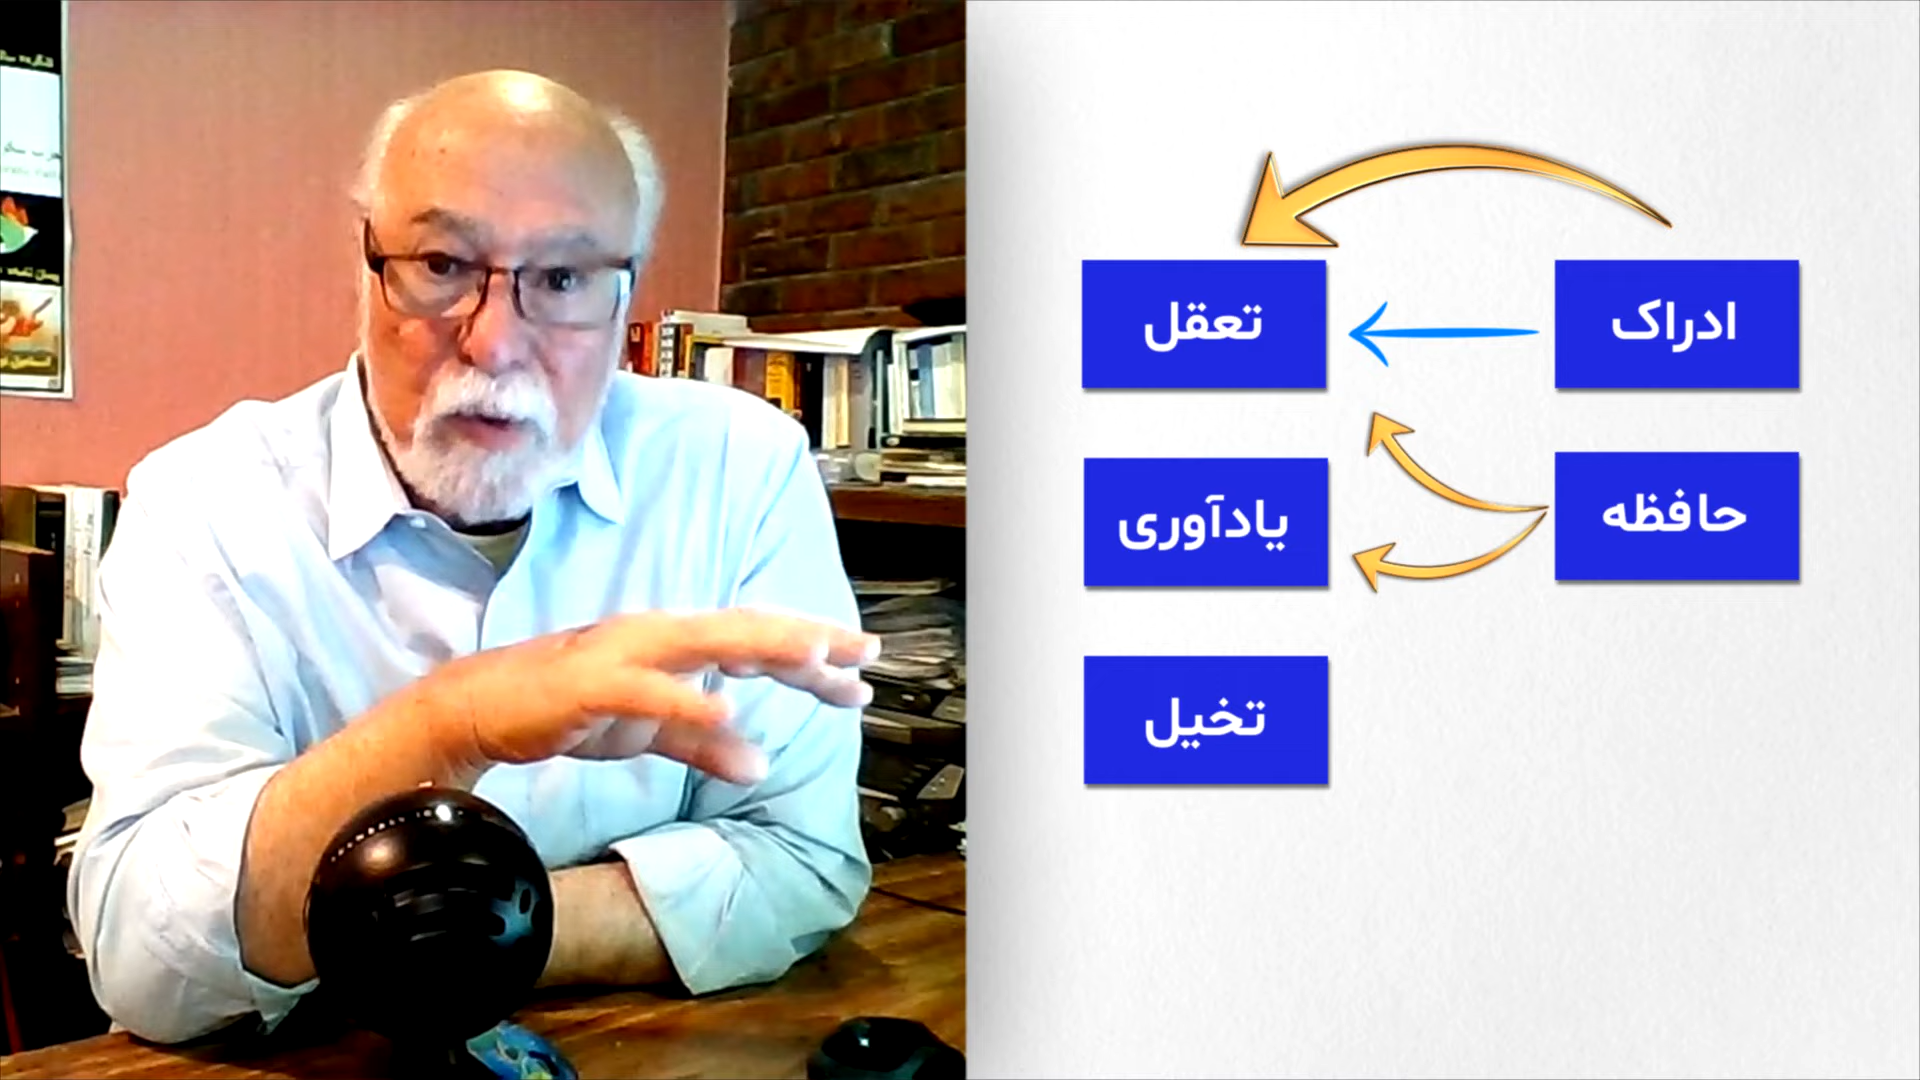 ادراک
تعقل
حافظه
یادآوری
تخیل